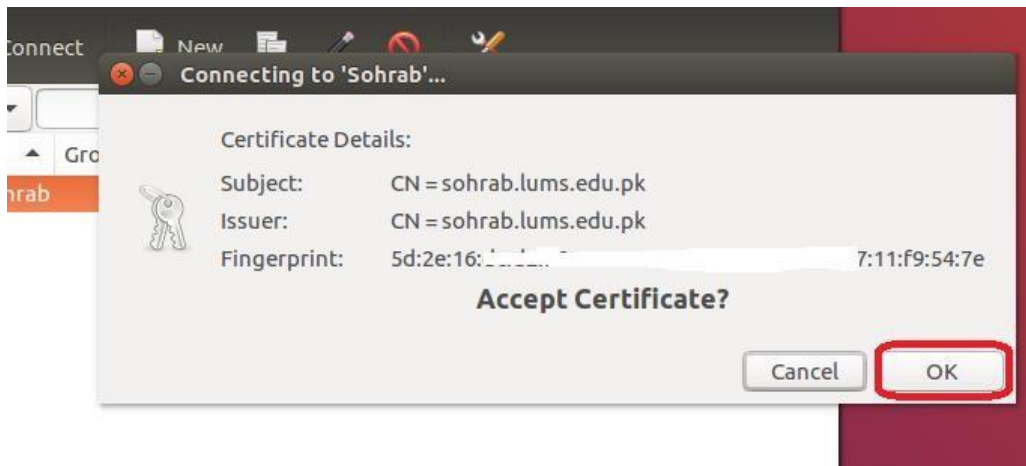 Connect New
Connecting to 'Sohrab'...
Gro
hrab
Certificate Details:
Subject: CN = sohrab.lums.edu.pk
Issuer: CN = sohrab.lums.edu.pk
Fingerprint: 5d:2e:16: 7:11:f9:54:7e
Accept Certificate?
Cancel OK